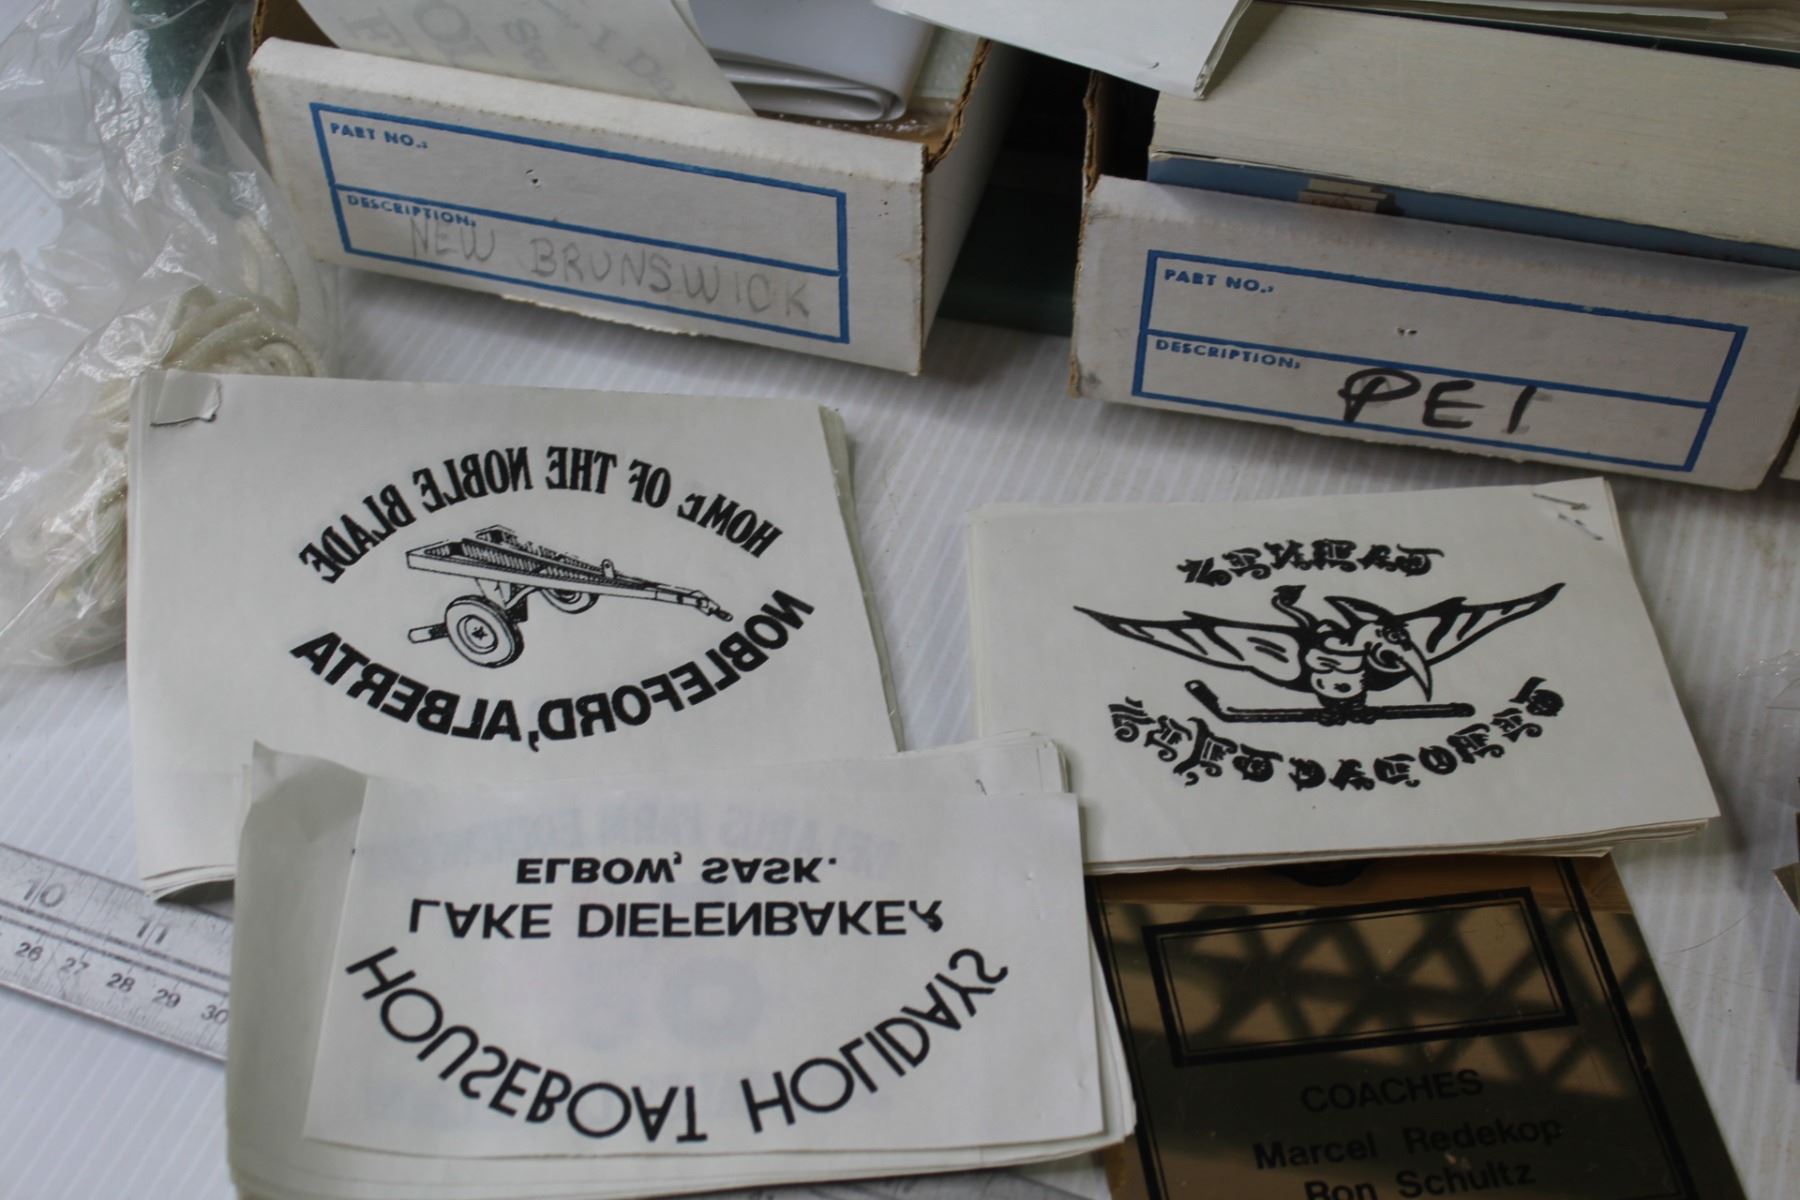 PART NO.:
DESCRIPTION:
NEW BRUNSWICK
PART NO.:
DESCRIPTION:
PEI
HOME OF THE NOBLE BLADE
NOBLEFORD, ALBERTA
ELBOW, SASK.
LAKE DIEFENBAKER
HOUSEBOAT HOLIDAYS
10 11
26 27 28 29 30
COACHES
Marcel Redekop
Ron Schultz